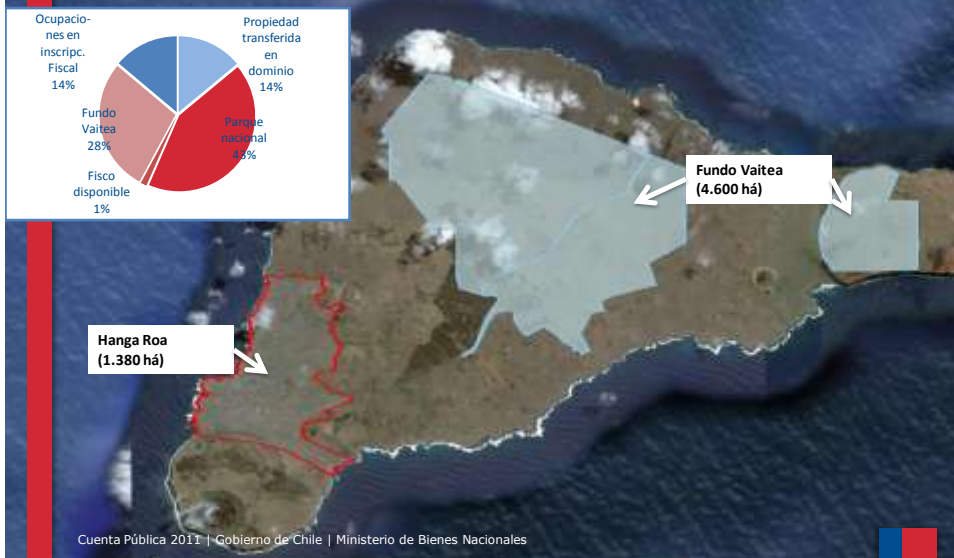 Ocupacio-
nes en
inscripc.
Fiscal
14%
Propiedad
transferida
en
dominio
14%
Fundo
Vaitea
28%
Parque
nacional
43%
Fisco
disponible
1%
Fundo Vaitea
(4.600 há)
Hanga Roa
(1.380 há)
Cuenta Pública 2011 | Gobierno de Chile | Ministerio de Bienes Nacionales